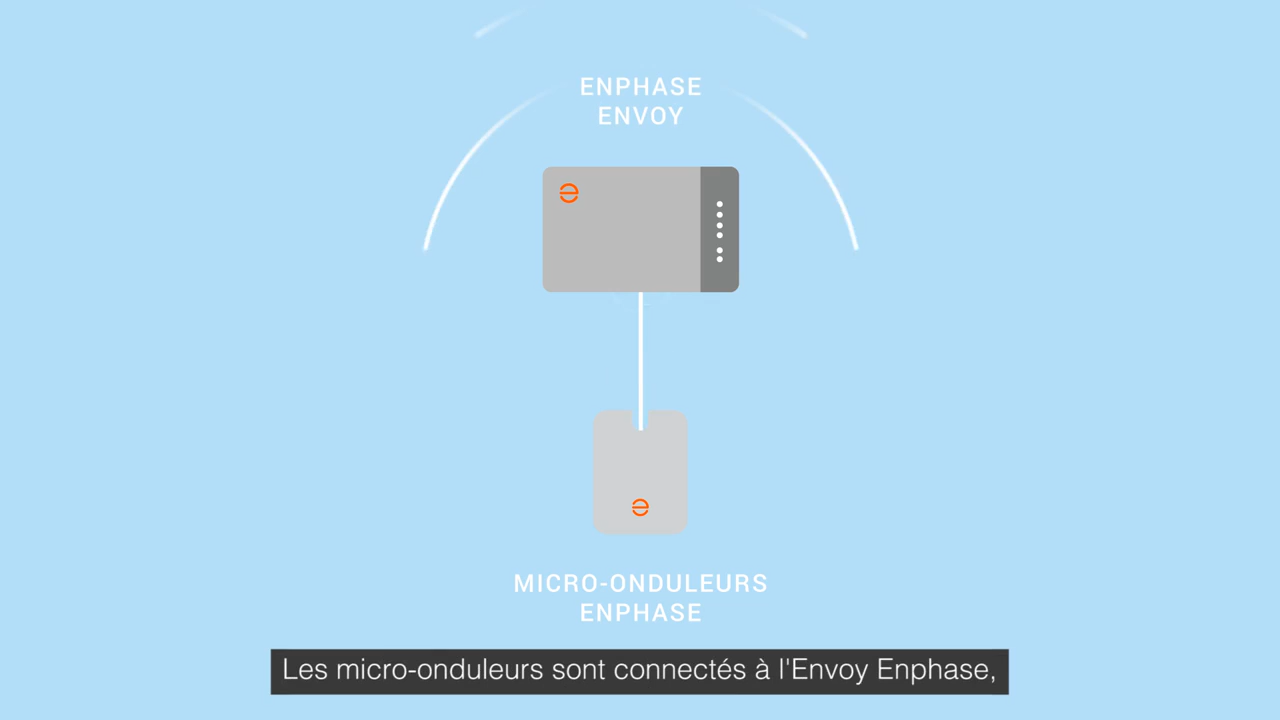 ENPHASE
ENVOY
MICRO-ONDULEURS
ENPHASE
Les micro-onduleurs sont connectés à l'Envoy Enphase,